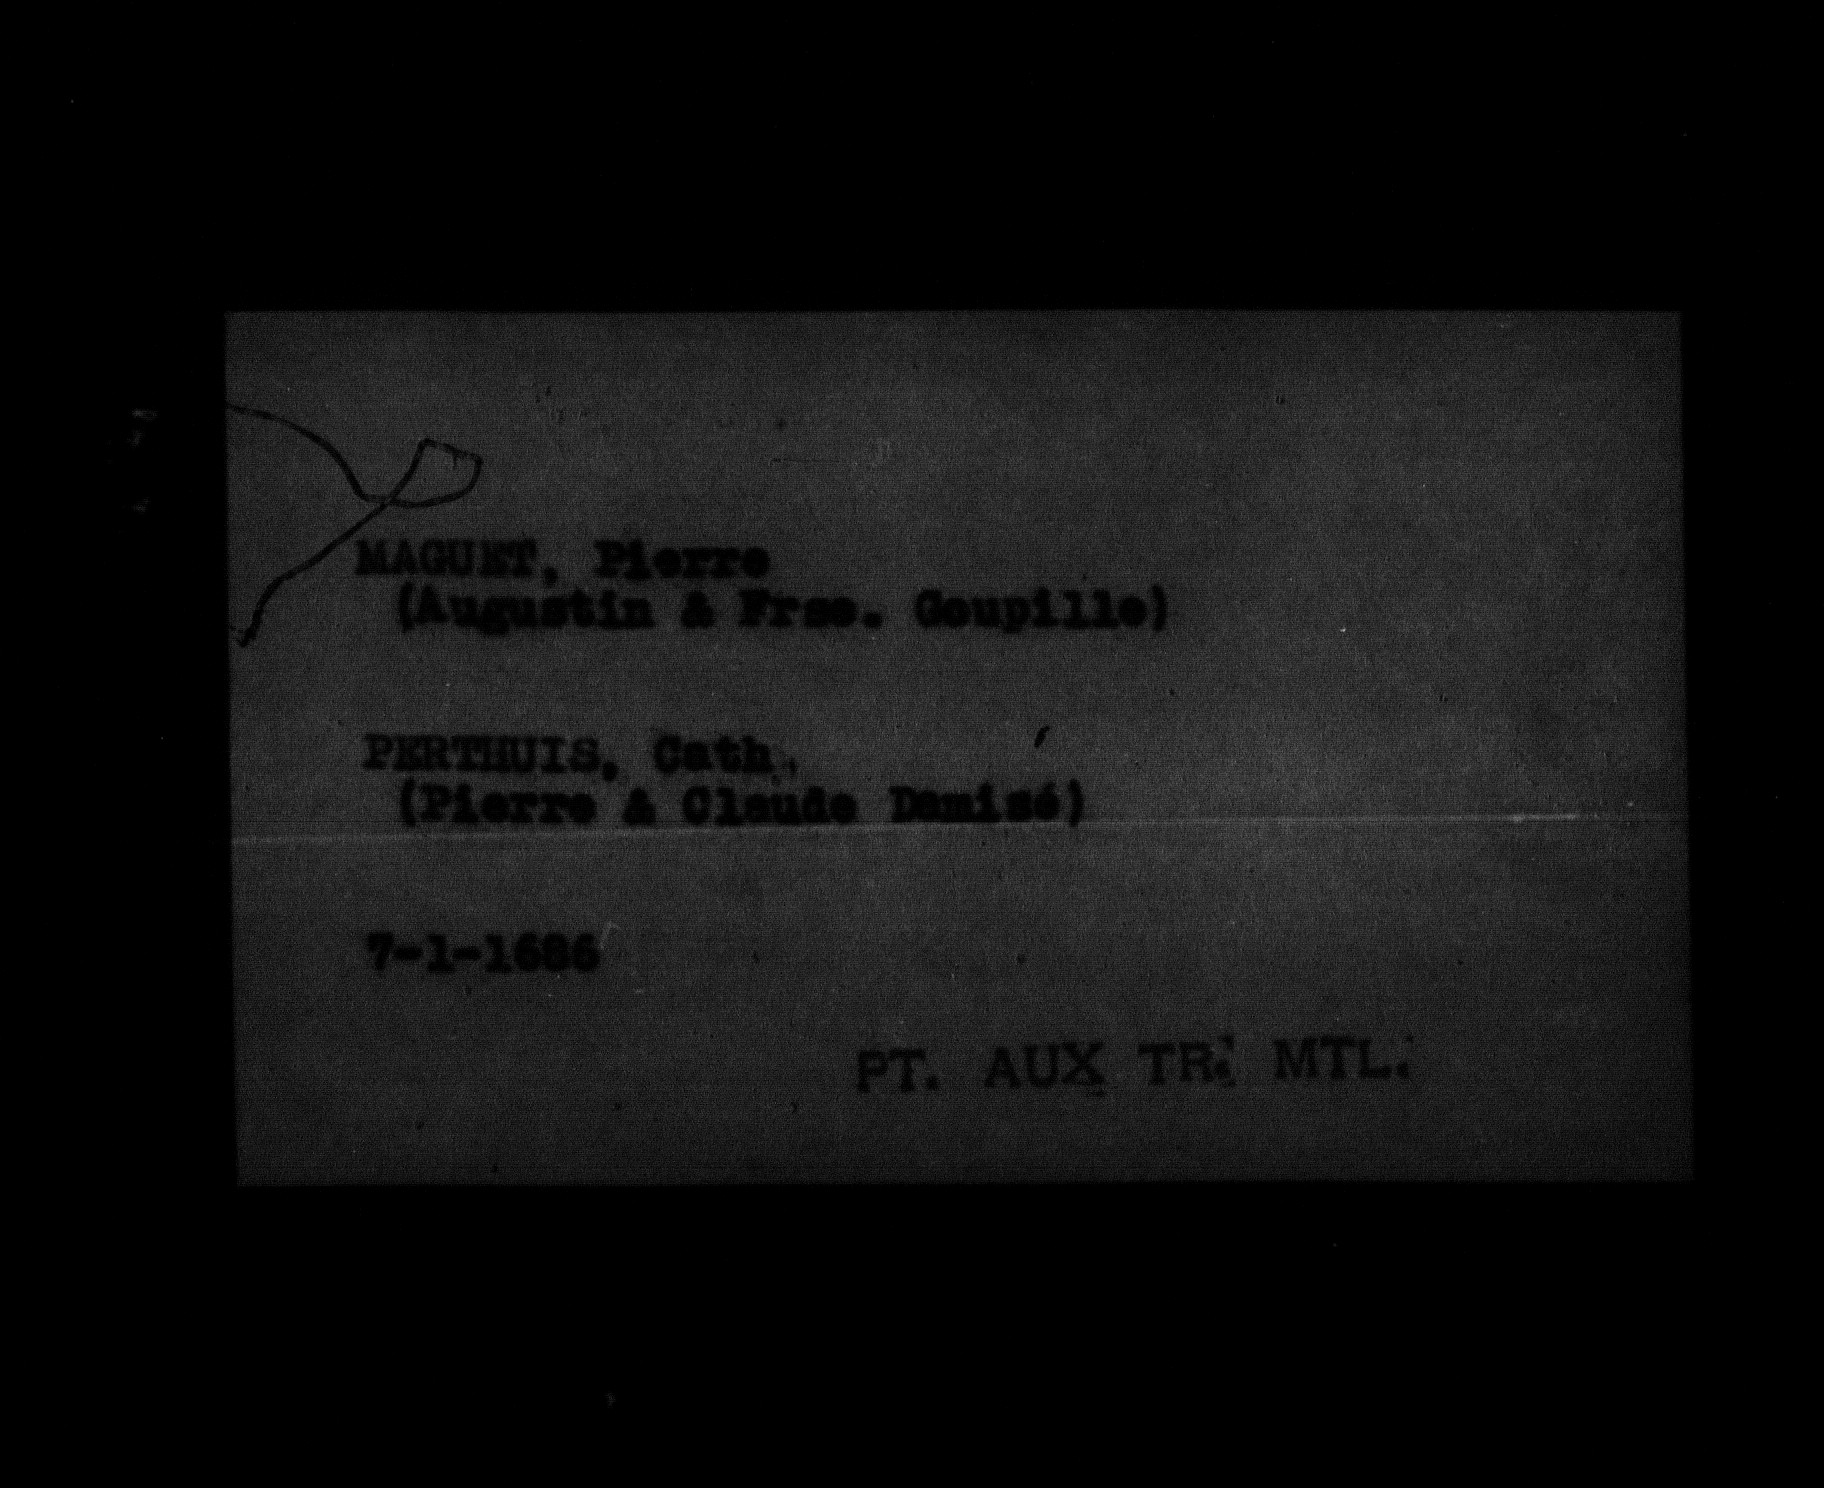 MAGUET, Pierre
(Augustin & Frse. Goupille)
PERTHUIS, Cath.
(Pierre & Claude Damisé)
7-1-1686
PT. AUX TR. MTL.